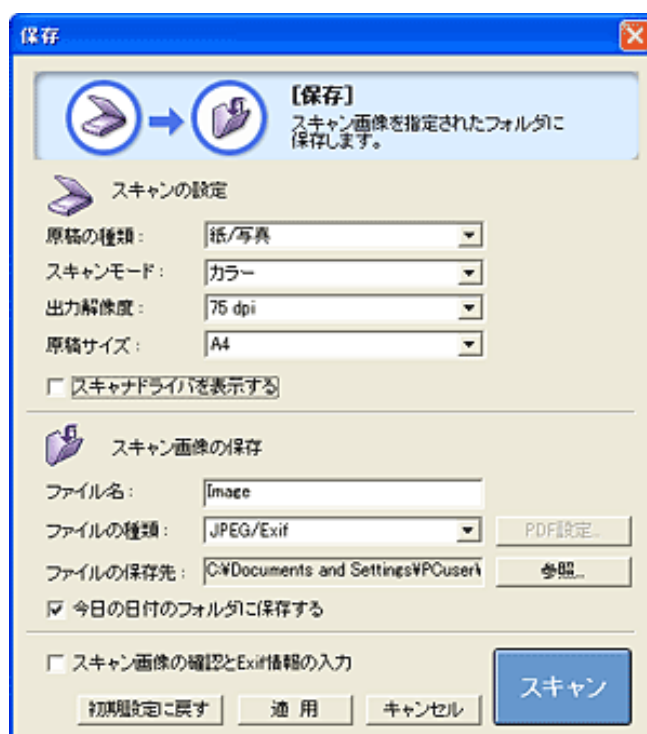 保存
[保存]
スキャン画像を指定されたフォルダに
保存します。
スキャンの設定
原稿の種類: 紙/写真
スキャンモード: カラー
出力解像度: 75 dpi
原稿サイズ: A4
スキャナドライバを表示する
スキャン画像の保存
ファイル名: Image
ファイルの種類: JPEG/Exif PDF設定...
ファイルの保存先: C:¥Documents and Settings¥PCuser¥ 参照...
今日の日付のフォルダに保存する
スキャン画像の確認とExif情報の入力
スキャン
初期設定に戻す 適用 キャンセル